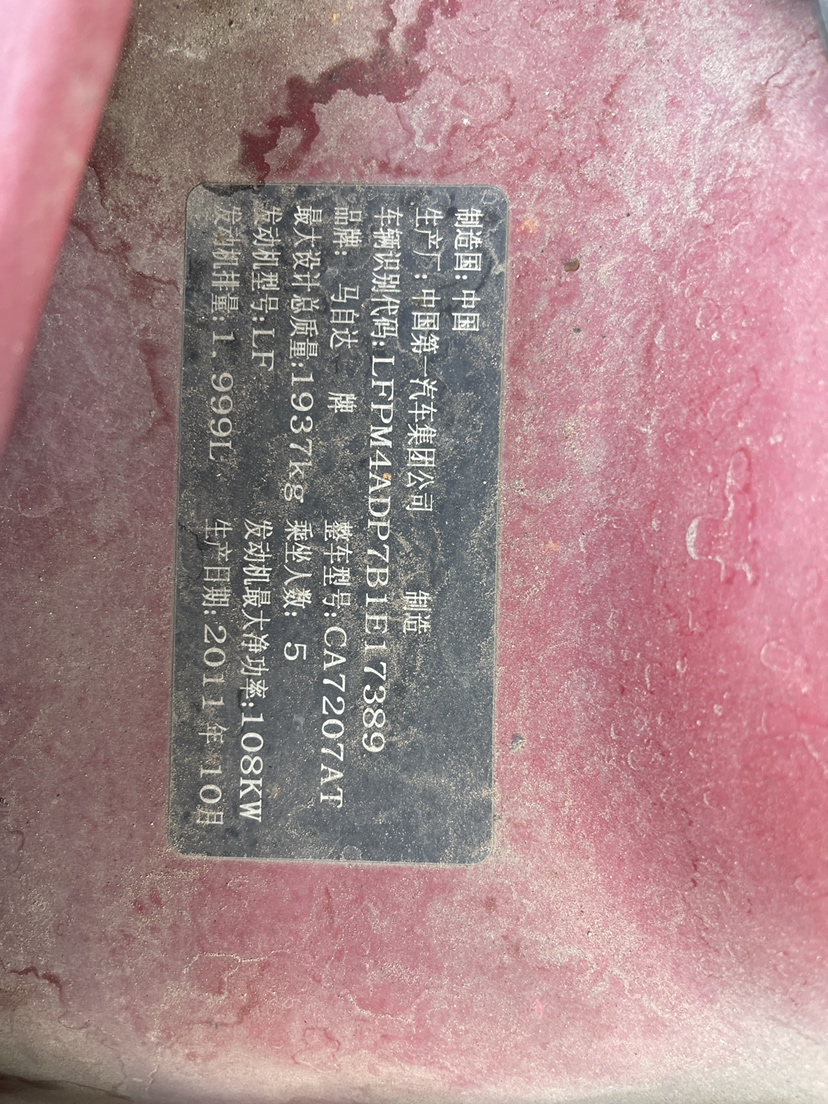 制造国:中国
生产厂:中国第一汽车集团公司 制造
车辆识别代码:LFPM4ADP7B1E17389
品牌: 马自达 牌 整车型号:CA7207AT
最大设计总质量:1937kg 乘坐人数: 5
发动机型号:LF 发动机最大净功率:108KW
发动机排量:1.999L 生产日期:2011年10月